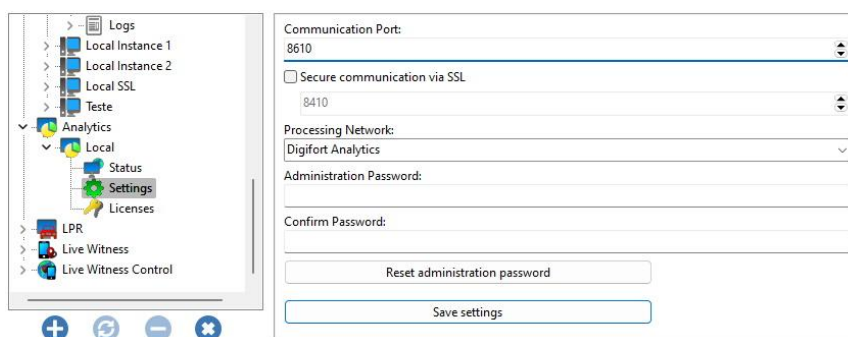 Logs
Local Instance 1
Local Instance 2
Local SSL
Teste
Analytics
Local
Status
Settings
Licenses
LPR
Live Witness
Live Witness Control
Communication Port:
8610
Secure communication via SSL
8410
Processing Network:
Digifort Analytics
Administration Password:
Confirm Password:
Reset administration password
Save settings